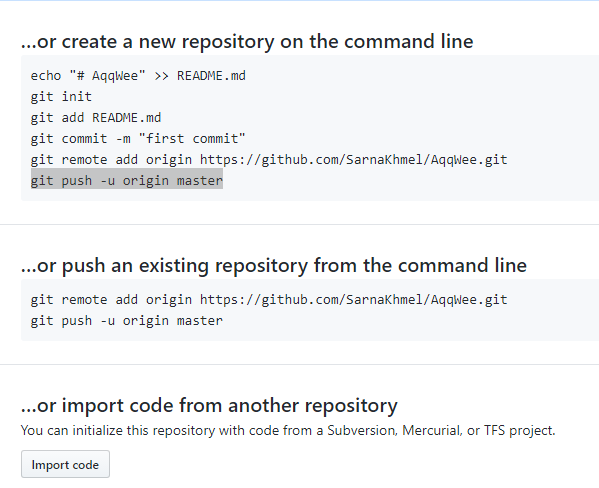 …or create a new repository on the command line
echo "# AqqWee" >> README.md
git init
git add README.md
git commit -m "first commit"
git remote add origin https://github.com/SarnaKhmel/AqqWee.git
git push -u origin master
…or push an existing repository from the command line
git remote add origin https://github.com/SarnaKhmel/AqqWee.git
git push -u origin master
…or import code from another repository
You can initialize this repository with code from a Subversion, Mercurial, or TFS project.
Import code